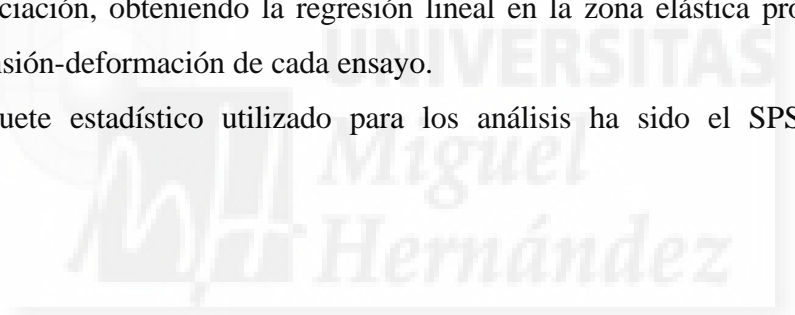 ciación, obteniendo la regresión lineal en la zona elástica pro
nsión-deformación de cada ensayo.
UNIVERSITAS
uete estadístico utilizado para los análisis ha sido el SPS
Miguel
Hernández